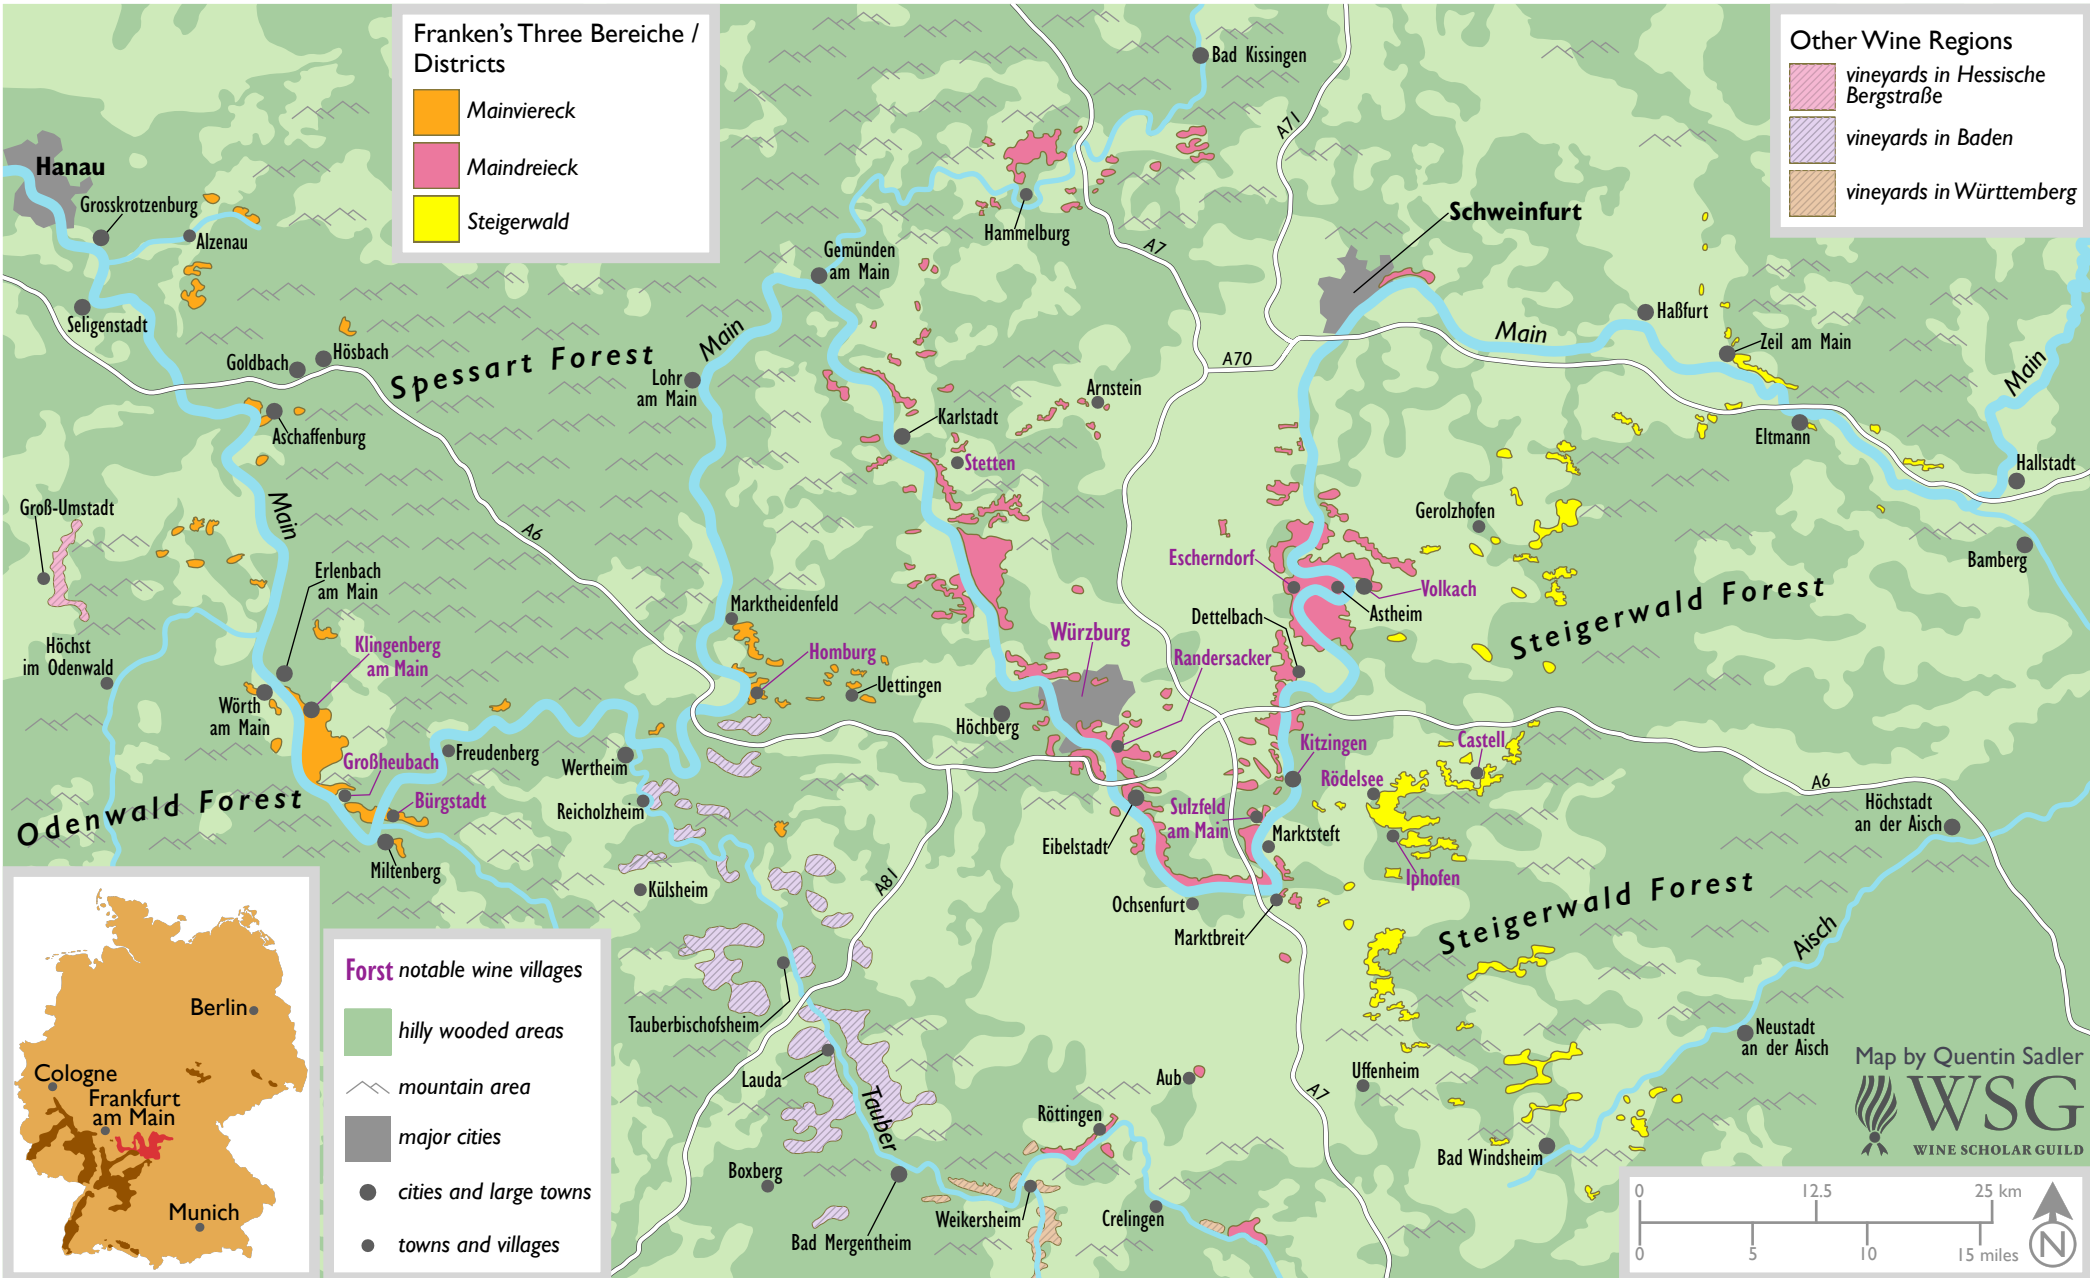 Franken's Three Bereiche /
Districts
Mainviereck
Maindreieck
Steigerwald
Other Wine Regions
vineyards in Hessische
Bergstraße
vineyards in Baden
vineyards in Württemberg
Bad Kissingen
A71
Hanau
Grosskrotzenburg
Alzenau
Hammelburg
A7
Schweinfurt
Gemünden
am Main
Seligenstadt
Goldbach
Hösbach
Spessart Forest
Main
Lohr
am Main
A70
Main
Haßfurt
Zeil am Main
Main
Arnstein
Karlstadt
Aschaffenburg
Eltmann
Stetten
Hallstadt
Groß-Umstadt
Main
A6
Gerolzhofen
Bamberg
Erlenbach
am Main
Escherndorf
Volkach
Astheim
Marktheidenfeld
Dettelbach
Steigerwald Forest
Höchst
im Odenwald
Klingenberg
am Main
Homburg
Würzburg
Randersacker
Uettingen
Wörth
am Main
Höchberg
Großheubach
Freudenberg
Wertheim
Kitzingen
Castell
Rödelsee
A6
Odenwald Forest
Bürgstadt
Reicholzheim
Sulzfeld
am Main
Marktsteft
Höchstadt
an der Aisch
Eibelstadt
Miltenberg
Külsheim
A81
Iphofen
Ochsenfurt
Marktbreit
Steigerwald Forest
Aisch
Tauberbischofsheim
Neustadt
an der Aisch
Lauda
Tauber
Aub
Uffenheim
A7
Röttingen
Bad Windsheim
Boxberg
Weikersheim
Crelingen
Bad Mergentheim
Berlin
Cologne
Frankfurt
am Main
Munich
Forst notable wine villages
hilly wooded areas
mountain area
major cities
cities and large towns
towns and villages
Map by Quentin Sadler
WSG
WINE SCHOLAR GUILD
0 12.5 25 km
0 5 10 15 miles
N